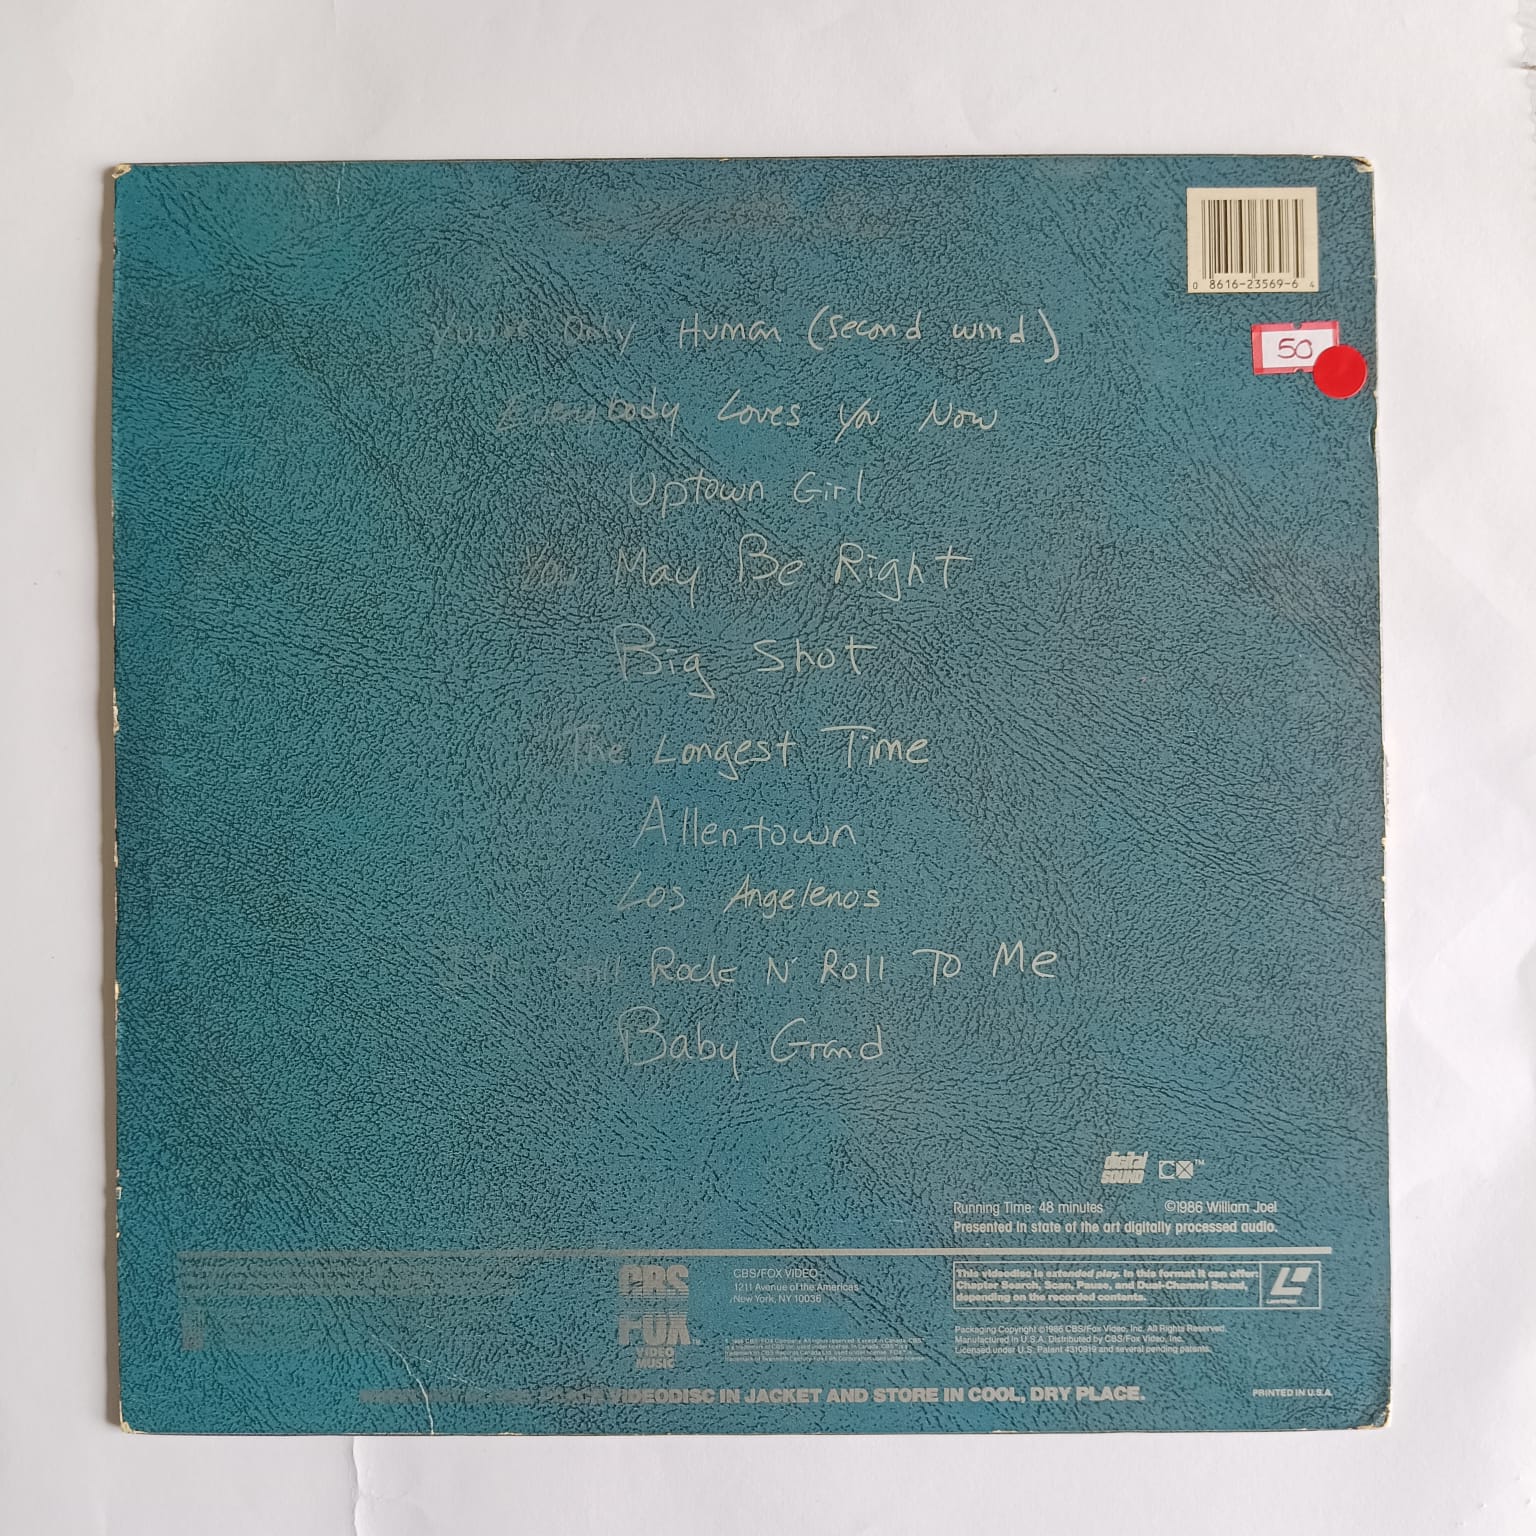 0 8616-23569-6 4
50
You're Only Human (Second Wind)
Everybody Loves You Now
Uptown Girl
You May Be Right
Big Shot
The Longest Time
Allentown
Los Angelenos
Still Rock N' Roll To Me
Baby Grand
digital SOUND CX™
Running Time: 48 minutes ©1986 William Joel
Presented in state of the art digitally processed audio.
CBS
FOX
VIDEO
MUSIC
CBS/FOX VIDEO
1211 Avenue of the Americas
New York, NY 10036
This videodisc is extended play. In this format it can offer:
Chapter Search, Scan, Pause, and Dual-Channel Sound,
depending on the recorded contents.
Packaging Copyright ©1986 CBS/Fox Video, Inc. All Rights Reserved.
Manufactured in U.S.A. Distributed by CBS/Fox Video, Inc.
Licensed under U.S. Patent 4310919 and several pending patents.
PLACE VIDEODISC IN JACKET AND STORE IN COOL, DRY PLACE.
PRINTED IN U.S.A.